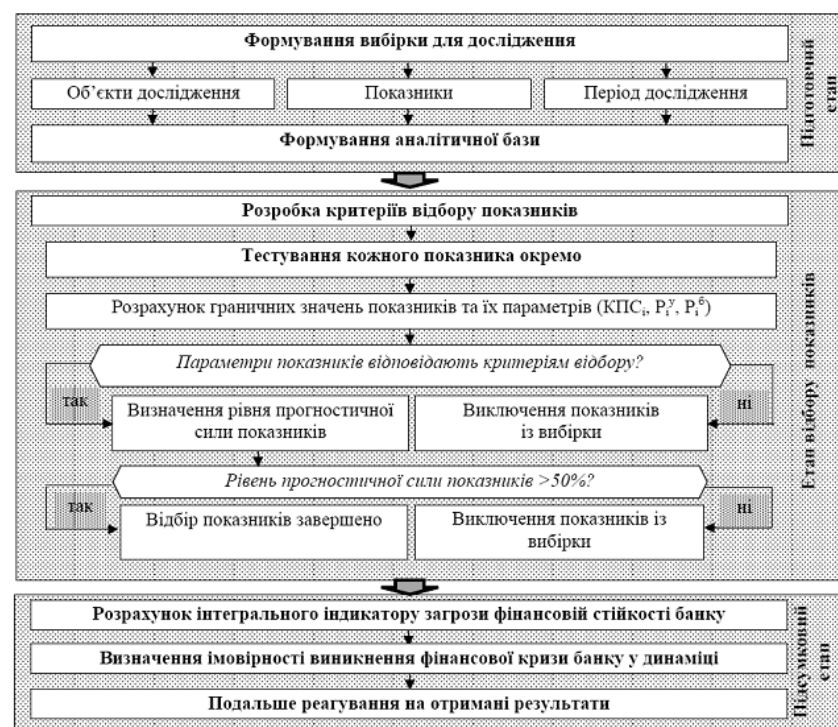 Формування вибірки для дослідження
Об’єкти дослідження
Показники
Період дослідження
Формування аналітичної бази
Підготовчий
етап
Розробка критеріїв відбору показників
Тестування кожного показника окремо
Розрахунок граничних значень показників та їх параметрів (КПСᵢ, Pᵢʸ, Pᵢᵟ)
Параметри показників відповідають критеріям відбору?
так
ні
Визначення рівня прогностичної
сили показників
Виключення показників
із вибірки
Рівень прогностичної сили показників >50%?
так
ні
Відбір показників завершено
Виключення показників із
вибірки
Етап відбору показників
Розрахунок інтегрального індикатору загрози фінансовій стійкості банку
Визначення імовірності виникнення фінансової кризи банку у динаміці
Подальше реагування на отримані результати
Підсумковий
етап